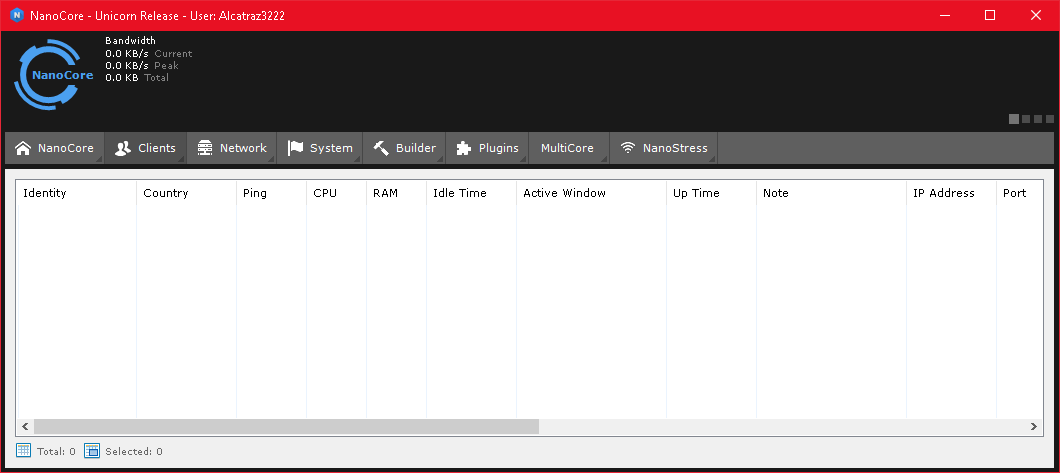 NanoCore - Unicorn Release - User: Alcatraz3222
Bandwidth
0.0 KB/s Current
0.0 KB/s Peak
0.0 KB Total
NanoCore
NanoCore Clients Network System Builder Plugins MultiCore NanoStress
Identity Country Ping CPU RAM Idle Time Active Window Up Time Note IP Address Port
Total: 0 Selected: 0